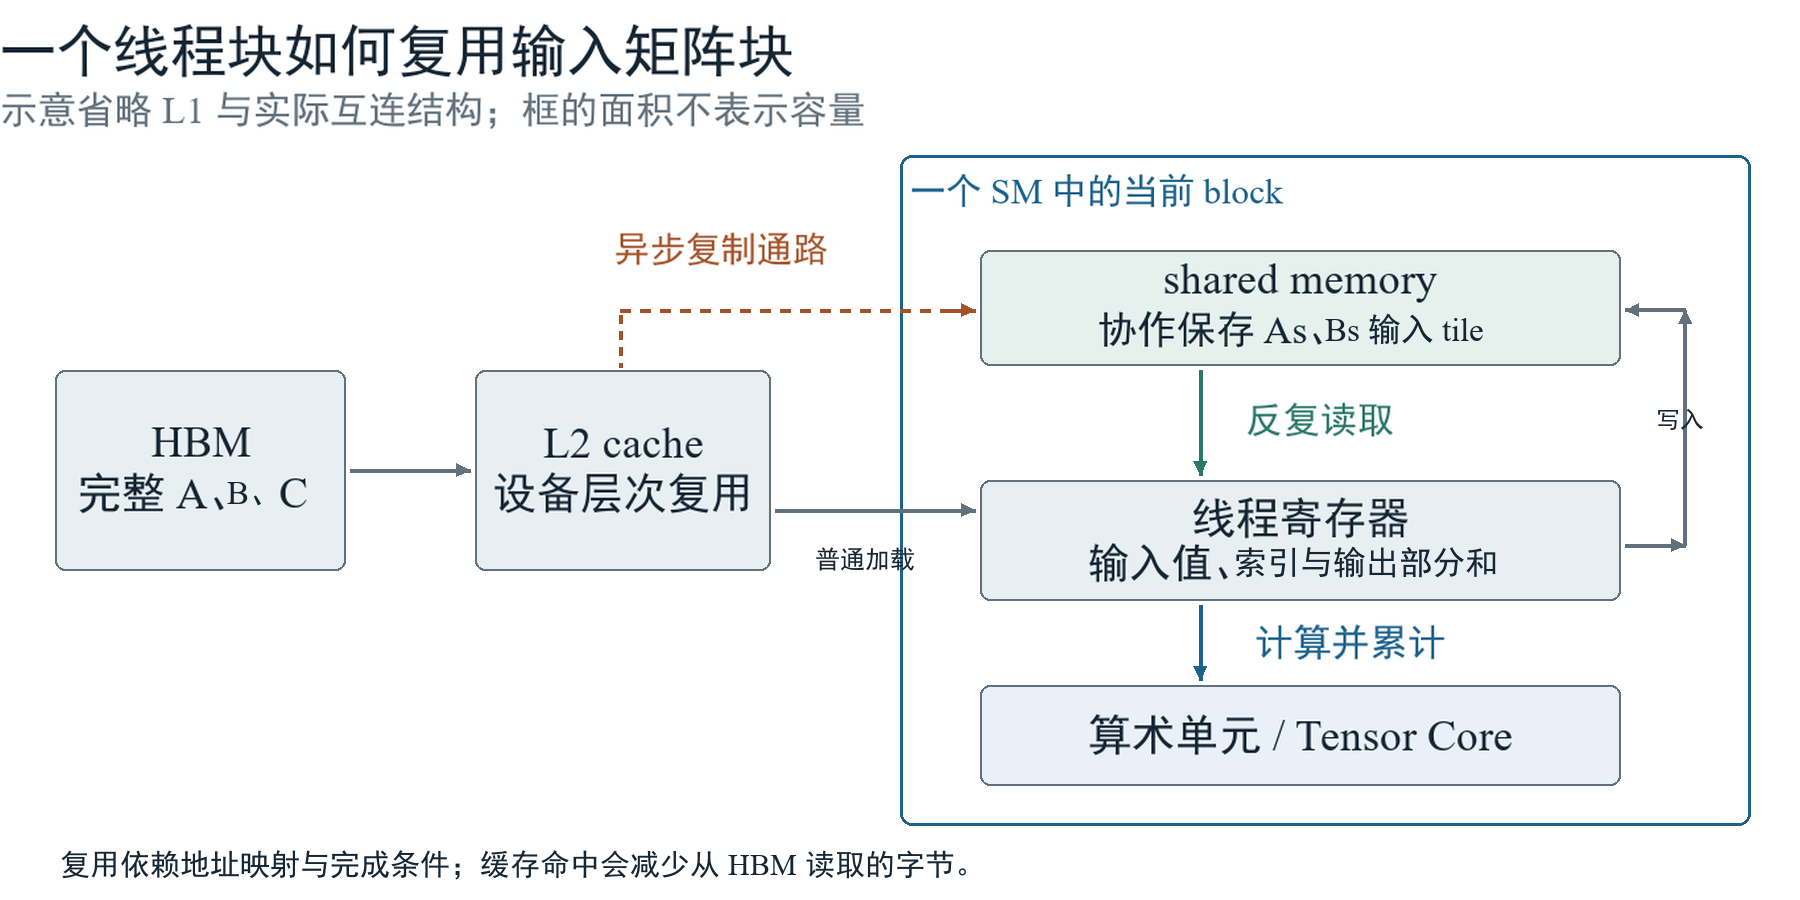 一个线程块如何复用输入矩阵块
示意省略 L1 与实际互连结构；框的面积不表示容量
一个 SM 中的当前 block
异步复制通路
shared memory
协作保存 As、Bs 输入 tile
反复读取
写入
HBM
完整 A、B、C
L2 cache
设备层次复用
普通加载
线程寄存器
输入值、索引与输出部分和
计算并累计
算术单元 / Tensor Core
复用依赖地址映射与完成条件；缓存命中会减少从 HBM 读取的字节。